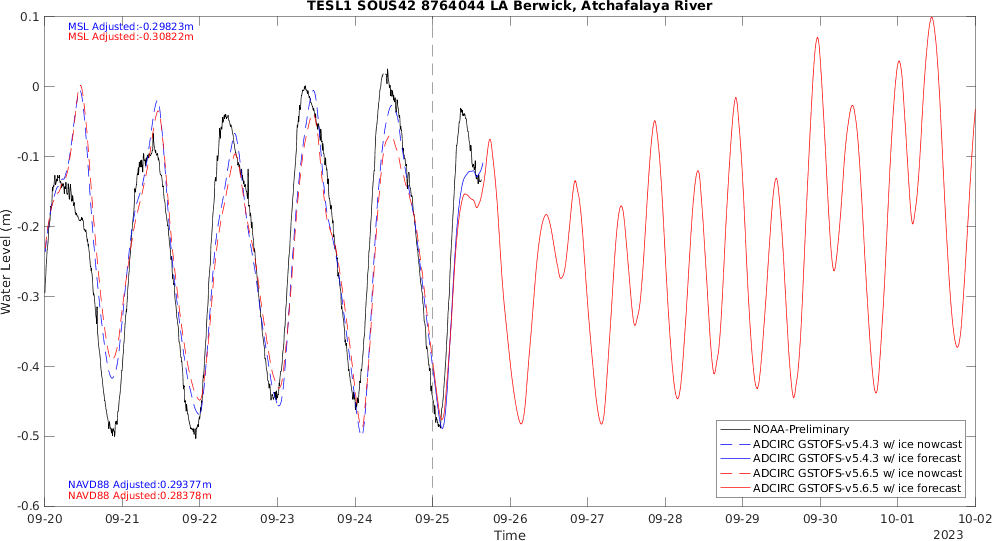 TESL1 SOUS42 8764044 LA Berwick, Atchafalaya River
MSL Adjusted:-0.29823m
MSL Adjusted:-0.30822m
0.1
0
-0.1
-0.2
-0.3
-0.4
-0.5
-0.6
Water Level (m)
NAVD88 Adjusted:0.29377m
NAVD88 Adjusted:0.28378m
NOAA-Preliminary
ADCIRC GSTOFS-v5.4.3 w/ ice nowcast
ADCIRC GSTOFS-v5.4.3 w/ ice forecast
ADCIRC GSTOFS-v5.6.5 w/ ice nowcast
ADCIRC GSTOFS-v5.6.5 w/ ice forecast
09-20 09-21 09-22 09-23 09-24 09-25 09-26 09-27 09-28 09-29 09-30 10-01 10-02
Time 2023